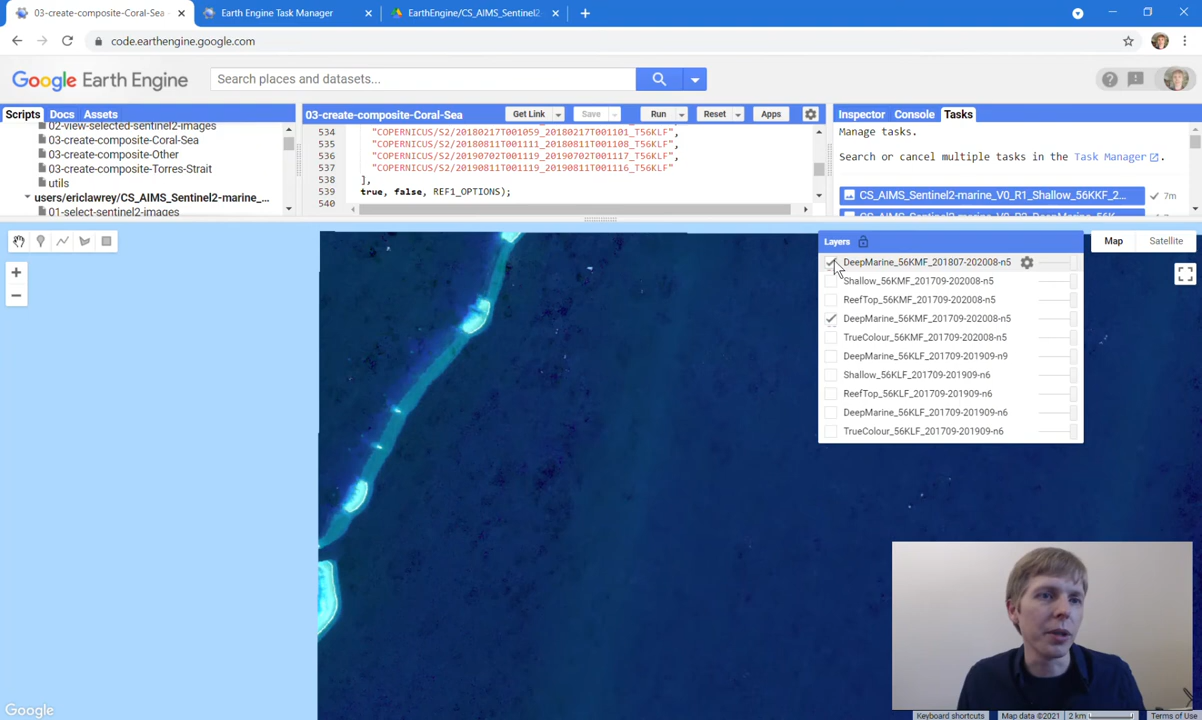 03-create-composite-Coral-Sea
Earth Engine Task Manager
EarthEngine/CS_AIMS_Sentinel2-
code.earthengine.google.com
Google Earth Engine
Search places and datasets...
Scripts Docs Assets
03-create-composite-Coral-Sea
Get Link Save Run Reset Apps
Inspector Console Tasks
02-view-selected-sentinel2-images
03-create-composite-Coral-Sea
03-create-composite-Other
03-create-composite-Torres-Strait
utils
users/ericlawrey/CS_AIMS_Sentinel2-marine_...
01-select-sentinel2-images
534 "COPERNICUS/S2/20180217T001059_20180217T001101_T56KLF",
535 "COPERNICUS/S2/20180811T001111_20180811T001108_T56KLF",
536 "COPERNICUS/S2/20190702T001119_20190702T001117_T56KLF",
537 "COPERNICUS/S2/20190811T001119_20190811T001116_T56KLF"
538 ],
539 true, false, REF1_OPTIONS);
540
Manage tasks.
Search or cancel multiple tasks in the Task Manager.
CS_AIMS_Sentinel2-marine_V0_R1_Shallow_56KKF_2... 7m
Layers
DeepMarine_56KMF_201807-202008-n5
Shallow_56KMF_201709-202008-n5
ReefTop_56KMF_201709-202008-n5
DeepMarine_56KMF_201709-202008-n5
TrueColour_56KMF_201709-202008-n5
DeepMarine_56KLF_201709-201909-n9
Shallow_56KLF_201709-201909-n6
ReefTop_56KLF_201709-201909-n6
DeepMarine_56KLF_201709-201909-n6
TrueColour_56KLF_201709-201909-n6
Map Satellite
Google
Keyboard shortcuts Map data ©2021 2 km Terms of Use